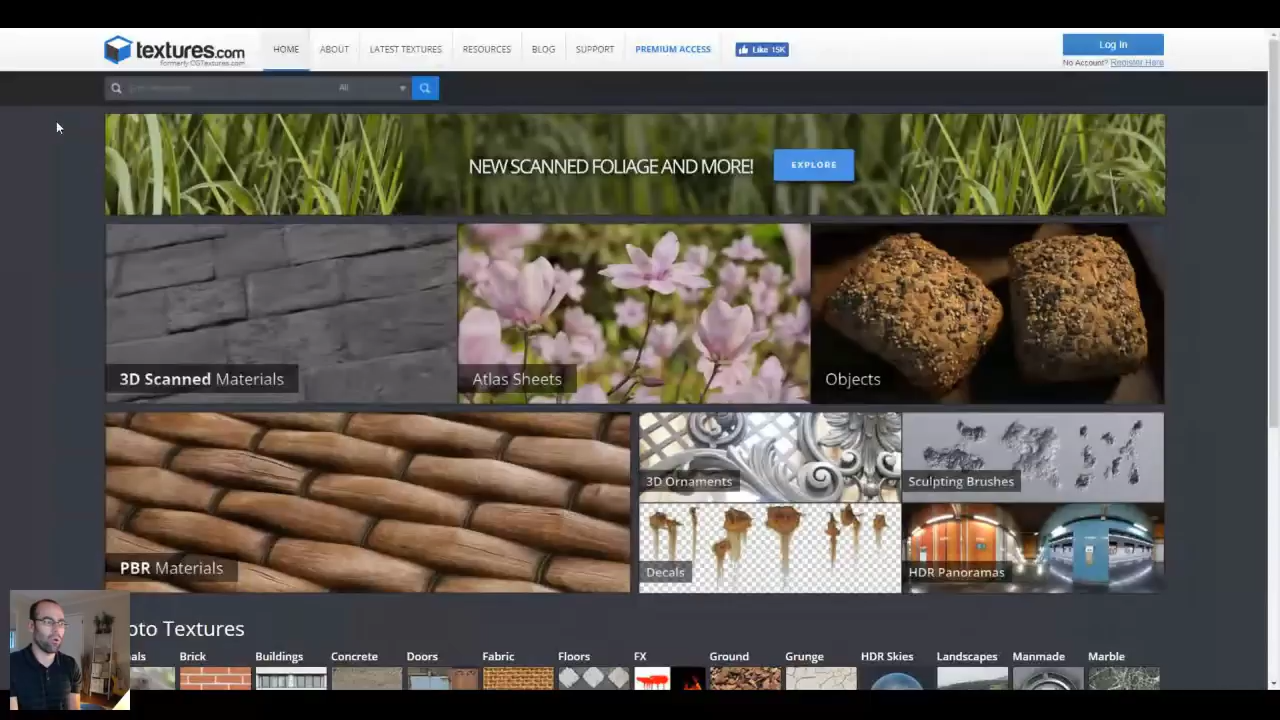 textures.com
formerly CGTextures.com
HOME
ABOUT
LATEST TEXTURES
RESOURCES
BLOG
SUPPORT
PREMIUM ACCESS
Like 15K
Log In
No Account? Register Here
All
NEW SCANNED FOLIAGE AND MORE!
EXPLORE
3D Scanned Materials
Atlas Sheets
Objects
PBR Materials
3D Ornaments
Sculpting Brushes
Decals
HDR Panoramas
oto Textures
als
Brick
Buildings
Concrete
Doors
Fabric
Floors
FX
Ground
Grunge
HDR Skies
Landscapes
Manmade
Marble